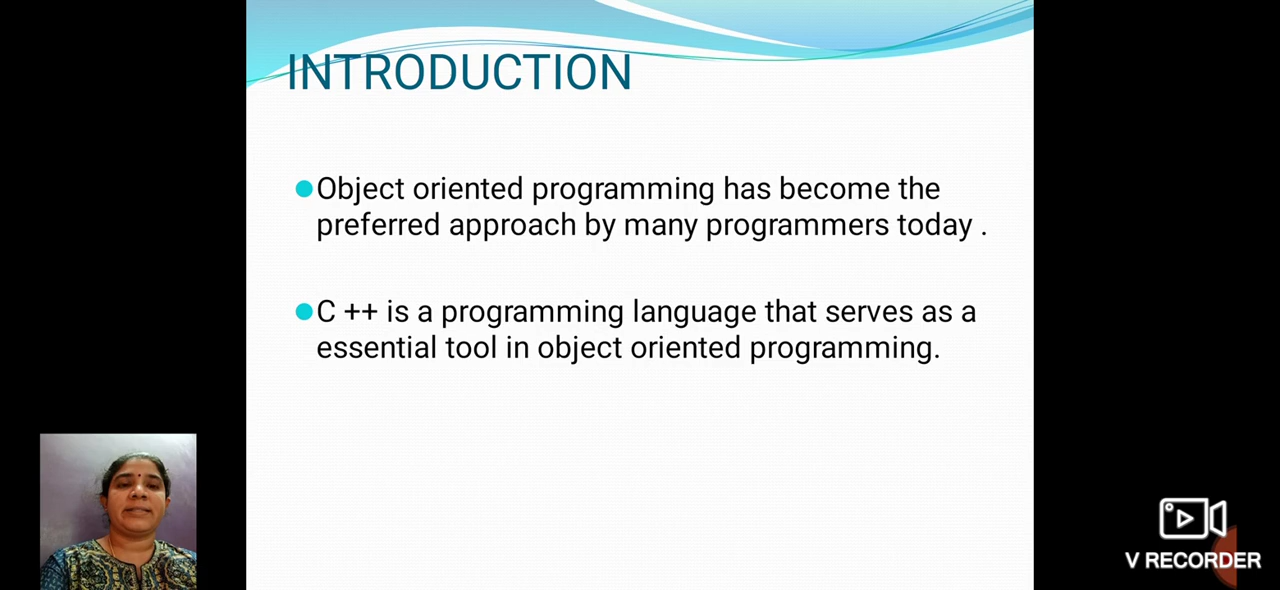 INTRODUCTION
Object oriented programming has become the
preferred approach by many programmers today .
C ++ is a programming language that serves as a
essential tool in object oriented programming.
V RECORDER